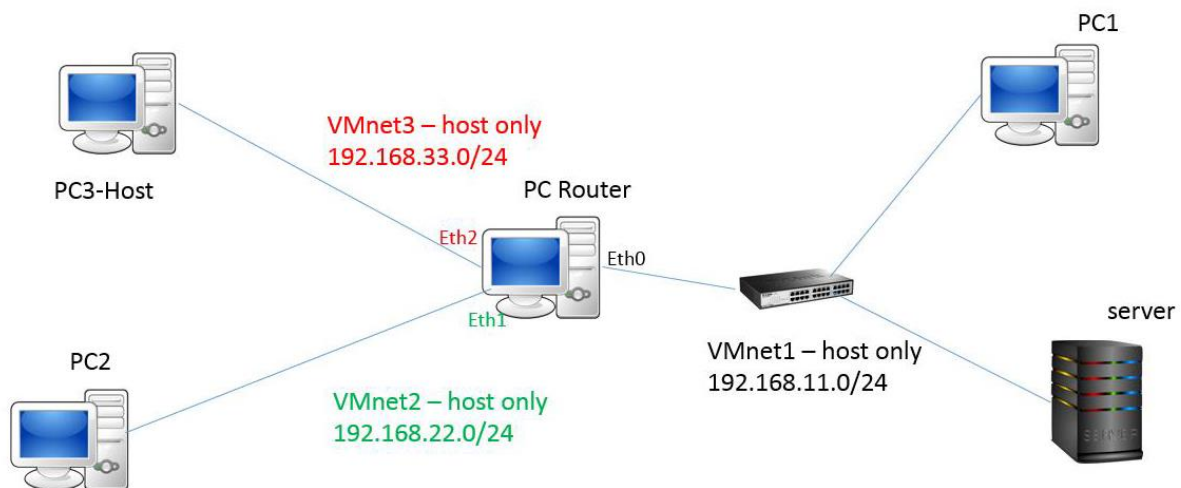 PC1
VMnet3 – host only
192.168.33.0/24
PC3-Host
PC Router
Eth2
Eth0
Eth1
server
PC2
VMnet1 – host only
192.168.11.0/24
VMnet2 – host only
192.168.22.0/24